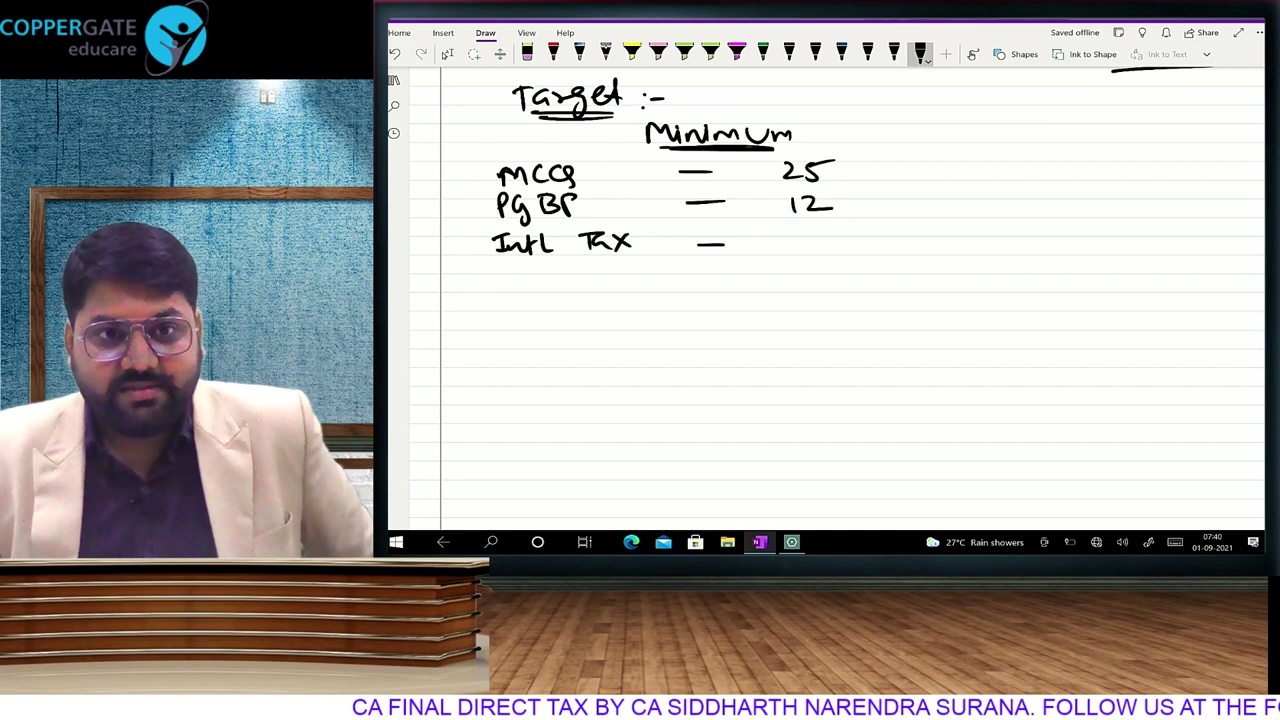 COPPERGATE
educare
Home Insert Draw View Help
Saved offline
Share
Shapes
Ink to Shape
Ink to Text
Target :-
Minimum
MCQ — 25
PGBP — 12
Intl Tax —
27°C Rain showers
07:40
01-09-2021
CA FINAL DIRECT TAX BY CA SIDDHARTH NARENDRA SURANA. FOLLOW US AT THE F